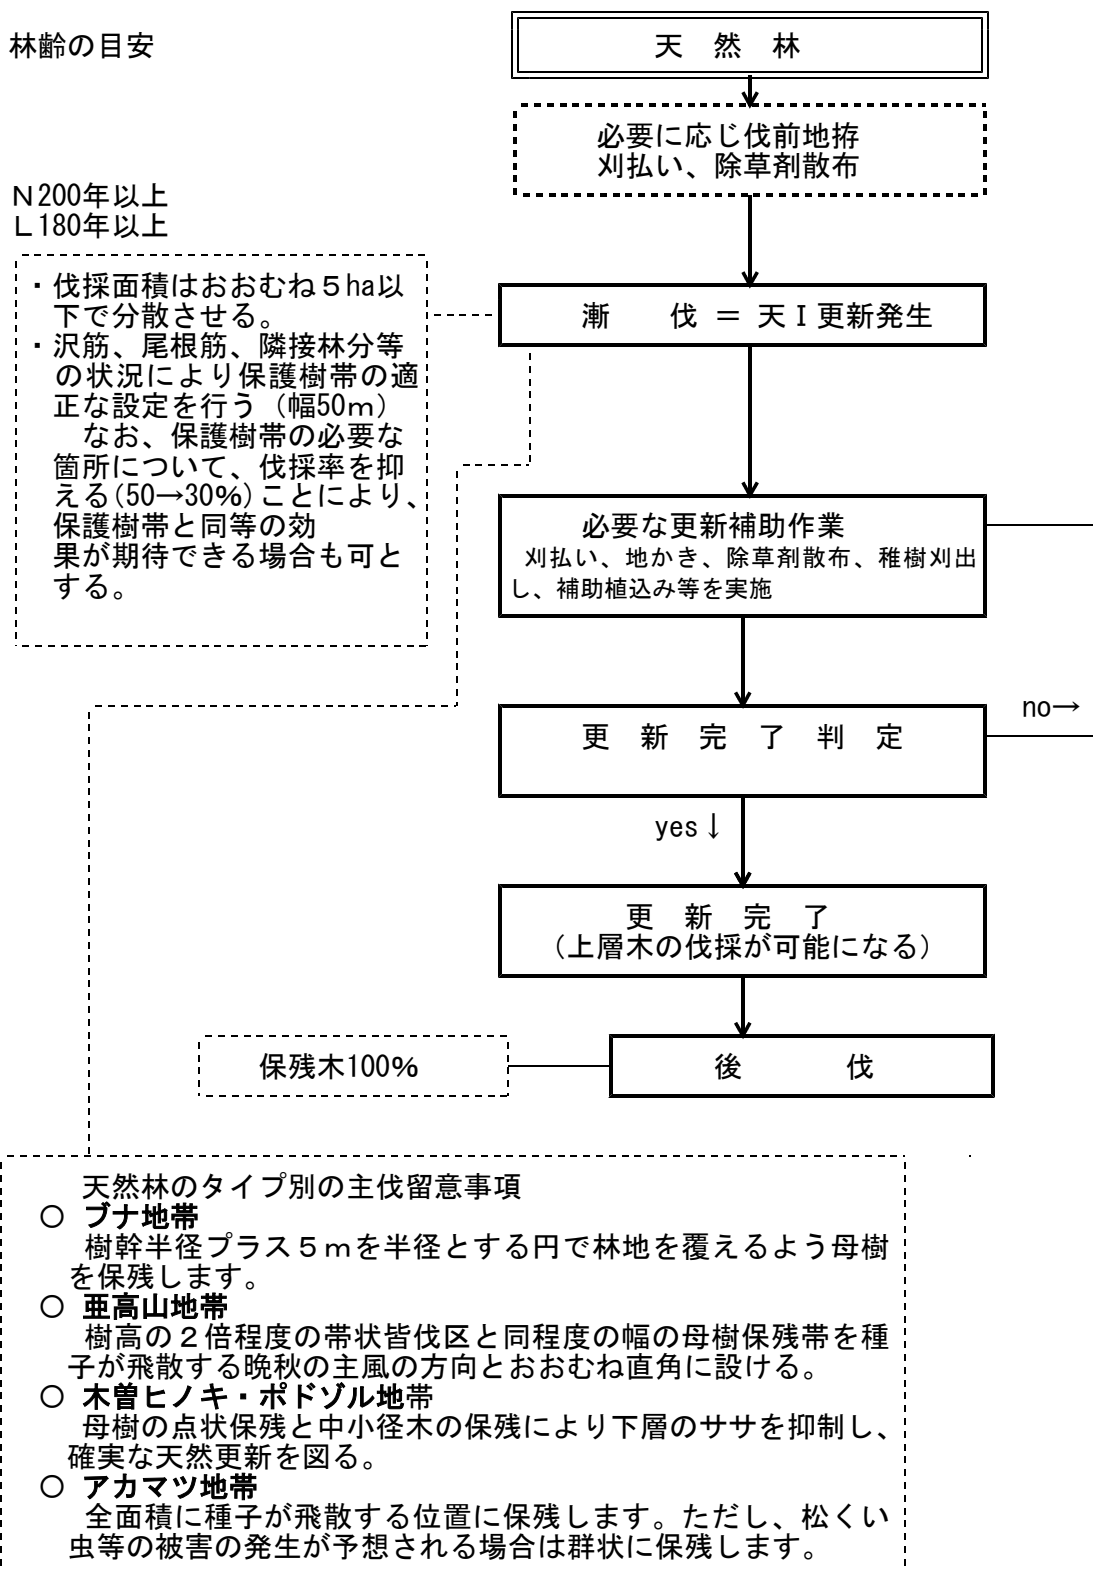 林齢の目安
天　然　林
必要に応じ伐前地拵
刈払い、除草剤散布
Ｎ200年以上
Ｌ180年以上
・伐採面積はおおむね５ha以
下で分散させる。
・沢筋、尾根筋、隣接林分等
の状況により保護樹帯の適
正な設定を行う（幅50ｍ）
なお、保護樹帯の必要な
箇所について、伐採率を抑
える(50→30%)ことにより、
保護樹帯と同等の効
果が期待できる場合も可と
する。
漸　　伐 ＝ 天Ⅰ更新発生
必要な更新補助作業
刈払い、地かき、除草剤散布、稚樹刈出
し、補助植込み等を実施
更　新　完　了　判　定
no→
yes↓
更　新　完　了
（上層木の伐採が可能になる）
保残木100%
後　　　伐
天然林のタイプ別の主伐留意事項
○ ブナ地帯
樹幹半径プラス５ｍを半径とする円で林地を覆えるよう母樹
を保残します。
○ 亜高山地帯
樹高の２倍程度の帯状皆伐区と同程度の幅の母樹保残帯を種
子が飛散する晩秋の主風の方向とおおむね直角に設ける。
○ 木曽ヒノキ・ポドゾル地帯
母樹の点状保残と中小径木の保残により下層のササを抑制し、
確実な天然更新を図る。
○ アカマツ地帯
全面積に種子が飛散する位置に保残します。ただし、松くい
虫等の被害の発生が予想される場合は群状に保残します。